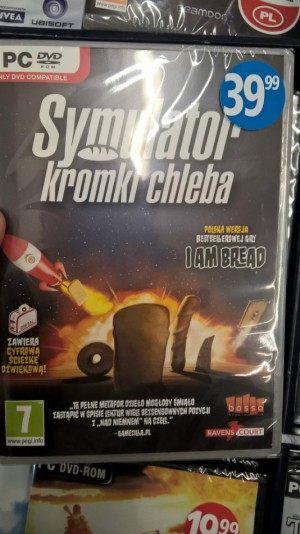 NIVEA
UBISOFT
PL
PC DVD
ROM
ONLY DVD COMPATIBLE
39 99
Symulator
kromki chleba
POLSKA WERSJA
BESTSELLEROWEJ GRY
I AM BREAD
ZAWIERA
CYFROWĄ
ŚCIEŻKĘ
DŹWIĘKOWĄ!
„TO PEŁNE METAFOR DZIEŁO MOGŁOBY ŚMIAŁO
ZASTĄPIĆ W SPISIE LEKTUR WIELE BEZSENSOWNYCH POZYCJI
Z „NAD NIEMNEM" NA CZELE."
- GAMEZILLA.PL
7
www.pegi.info
bossa
RAVENSCOURT
PC DVD-ROM
19.99